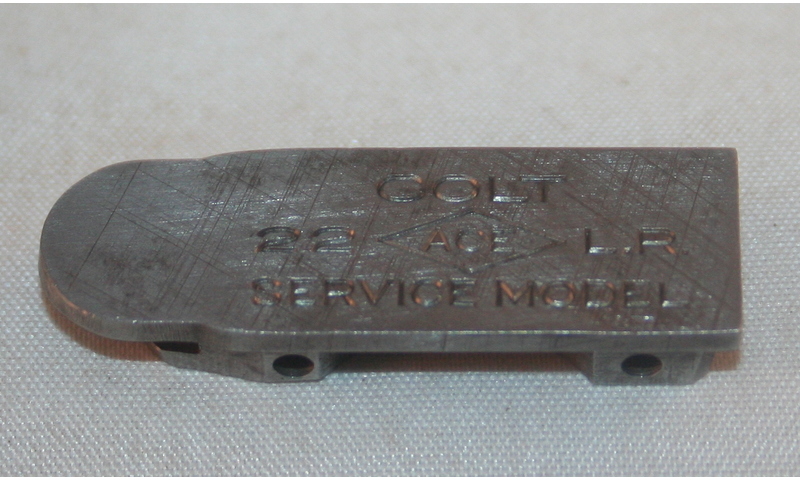 COLT
22 ACE L.R.
SERVICE MODEL